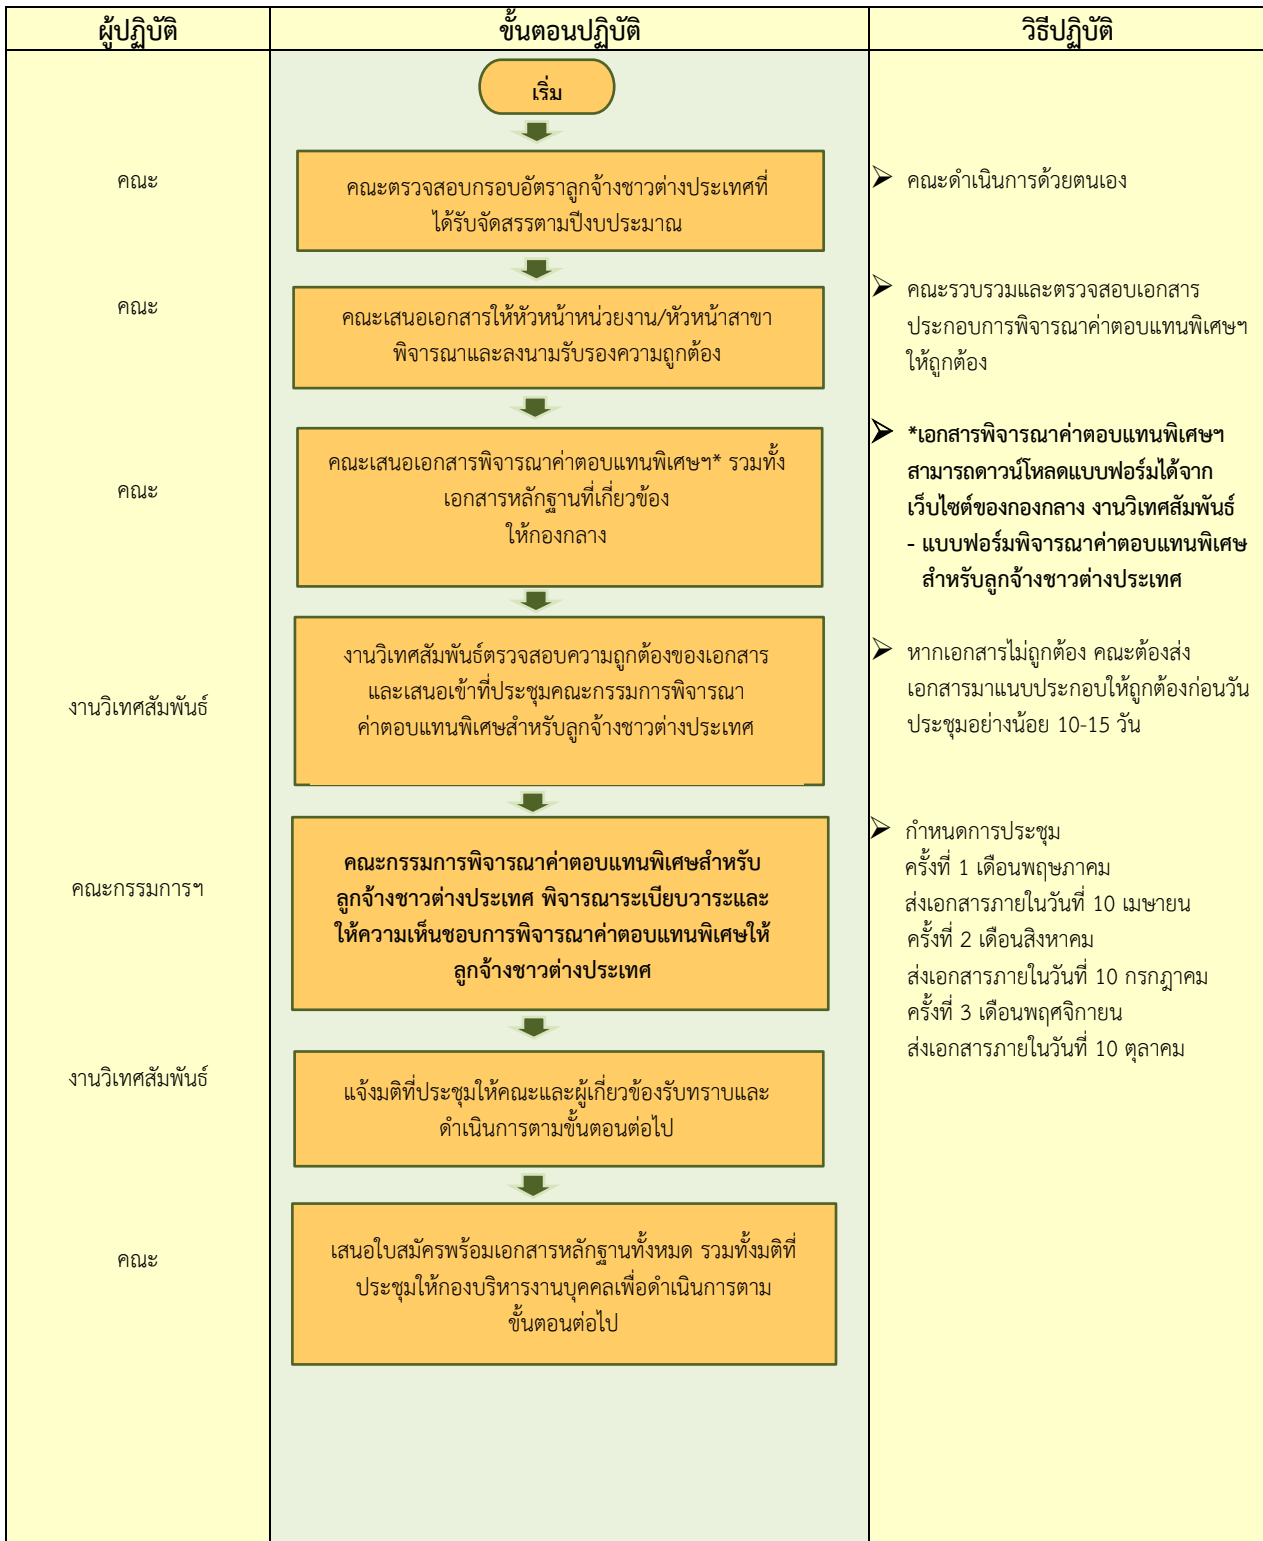 ผู้ปฏิบัติ
ขั้นตอนปฏิบัติ
วิธีปฏิบัติ
เริ่ม
คณะ
คณะตรวจสอบกรอบอัตราลูกจ้างชาวต่างประเทศที่
ได้รับจัดสรรตามปีงบประมาณ
➢ คณะดำเนินการด้วยตนเอง
คณะ
คณะเสนอเอกสารให้หัวหน้าหน่วยงาน/หัวหน้าสาขา
พิจารณาและลงนามรับรองความถูกต้อง
➢ คณะรวบรวมและตรวจสอบเอกสาร
ประกอบการพิจารณาค่าตอบแทนพิเศษฯ
ให้ถูกต้อง
คณะ
คณะเสนอเอกสารพิจารณาค่าตอบแทนพิเศษฯ* รวมทั้ง
เอกสารหลักฐานที่เกี่ยวข้อง
ให้กองกลาง
➢ *เอกสารพิจารณาค่าตอบแทนพิเศษฯ
สามารถดาวน์โหลดแบบฟอร์มได้จาก
เว็บไซต์ของกองกลาง งานวิเทศสัมพันธ์
- แบบฟอร์มพิจารณาค่าตอบแทนพิเศษ
สำหรับลูกจ้างชาวต่างประเทศ
งานวิเทศสัมพันธ์
งานวิเทศสัมพันธ์ตรวจสอบความถูกต้องของเอกสาร
และเสนอเข้าที่ประชุมคณะกรรมการพิจารณา
ค่าตอบแทนพิเศษสำหรับลูกจ้างชาวต่างประเทศ
➢ หากเอกสารไม่ถูกต้อง คณะต้องส่ง
เอกสารมาแนบประกอบให้ถูกต้องก่อนวัน
ประชุมอย่างน้อย 10-15 วัน
คณะกรรมการฯ
คณะกรรมการพิจารณาค่าตอบแทนพิเศษสำหรับ
ลูกจ้างชาวต่างประเทศ พิจารณาระเบียบวาระและ
ให้ความเห็นชอบการพิจารณาค่าตอบแทนพิเศษให้
ลูกจ้างชาวต่างประเทศ
➢ กำหนดการประชุม
ครั้งที่ 1 เดือนพฤษภาคม
ส่งเอกสารภายในวันที่ 10 เมษายน
ครั้งที่ 2 เดือนสิงหาคม
ส่งเอกสารภายในวันที่ 10 กรกฎาคม
ครั้งที่ 3 เดือนพฤศจิกายน
ส่งเอกสารภายในวันที่ 10 ตุลาคม
งานวิเทศสัมพันธ์
แจ้งมติที่ประชุมให้คณะและผู้เกี่ยวข้องรับทราบและ
ดำเนินการตามขั้นตอนต่อไป
คณะ
เสนอใบสมัครพร้อมเอกสารหลักฐานทั้งหมด รวมทั้งมติที่
ประชุมให้กองบริหารงานบุคคลเพื่อดำเนินการตาม
ขั้นตอนต่อไป